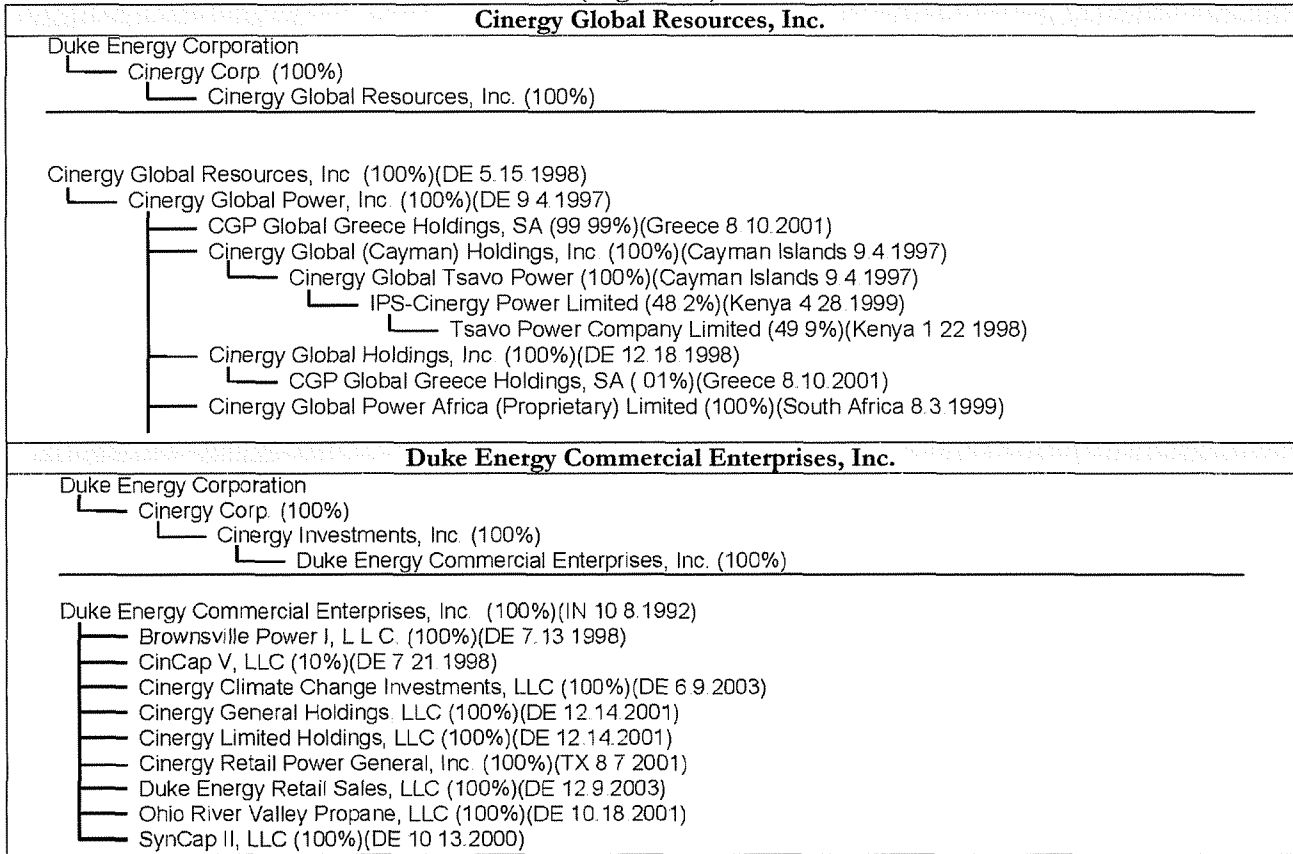 Cinergy Global Resources, Inc.
Duke Energy Corporation
Cinergy Corp. (100%)
Cinergy Global Resources, Inc. (100%)
Cinergy Global Resources, Inc (100%)(DE 5.15 1998)
Cinergy Global Power, Inc. (100%)(DE 9 4.1997)
CGP Global Greece Holdings, SA (99 99%)(Greece 8 10.2001)
Cinergy Global (Cayman) Holdings, Inc (100%)(Cayman Islands 9.4 1997)
Cinergy Global Tsavo Power (100%)(Cayman Islands 9 4 1997)
IPS-Cinergy Power Limited (48 2%)(Kenya 4 28.1999)
Tsavo Power Company Limited (49 9%)(Kenya 1 22 1998)
Cinergy Global Holdings, Inc (100%)(DE 12 18 1998)
CGP Global Greece Holdings, SA ( 01%)(Greece 8.10.2001)
Cinergy Global Power Africa (Proprietary) Limited (100%)(South Africa 8.3.1999)
Duke Energy Commercial Enterprises, Inc.
Duke Energy Corporation
Cinergy Corp. (100%)
Cinergy Investments, Inc (100%)
Duke Energy Commercial Enterprises, Inc. (100%)
Duke Energy Commercial Enterprises, Inc (100%)(IN 10 8.1992)
Brownsville Power I, L L C. (100%)(DE 7.13 1998)
CinCap V, LLC (10%)(DE 7 21.1998)
Cinergy Climate Change Investments, LLC (100%)(DE 6.9.2003)
Cinergy General Holdings LLC (100%)(DE 12.14.2001)
Cinergy Limited Holdings, LLC (100%)(DE 12.14.2001)
Cinergy Retail Power General, Inc. (100%)(TX 8 7 2001)
Duke Energy Retail Sales, LLC (100%)(DE 12.9.2003)
Ohio River Valley Propane, LLC (100%)(DE 10.18 2001)
SynCap II, LLC (100%)(DE 10 13.2000)